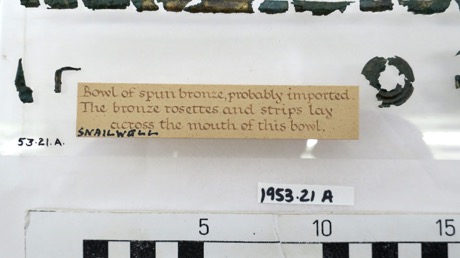 Bowl of spun bronze, probably imported.
The bronze rosettes and strips lay
across the mouth of this bowl.
SNAILWELL
53.21.A.
1953.21 A
5 10 15